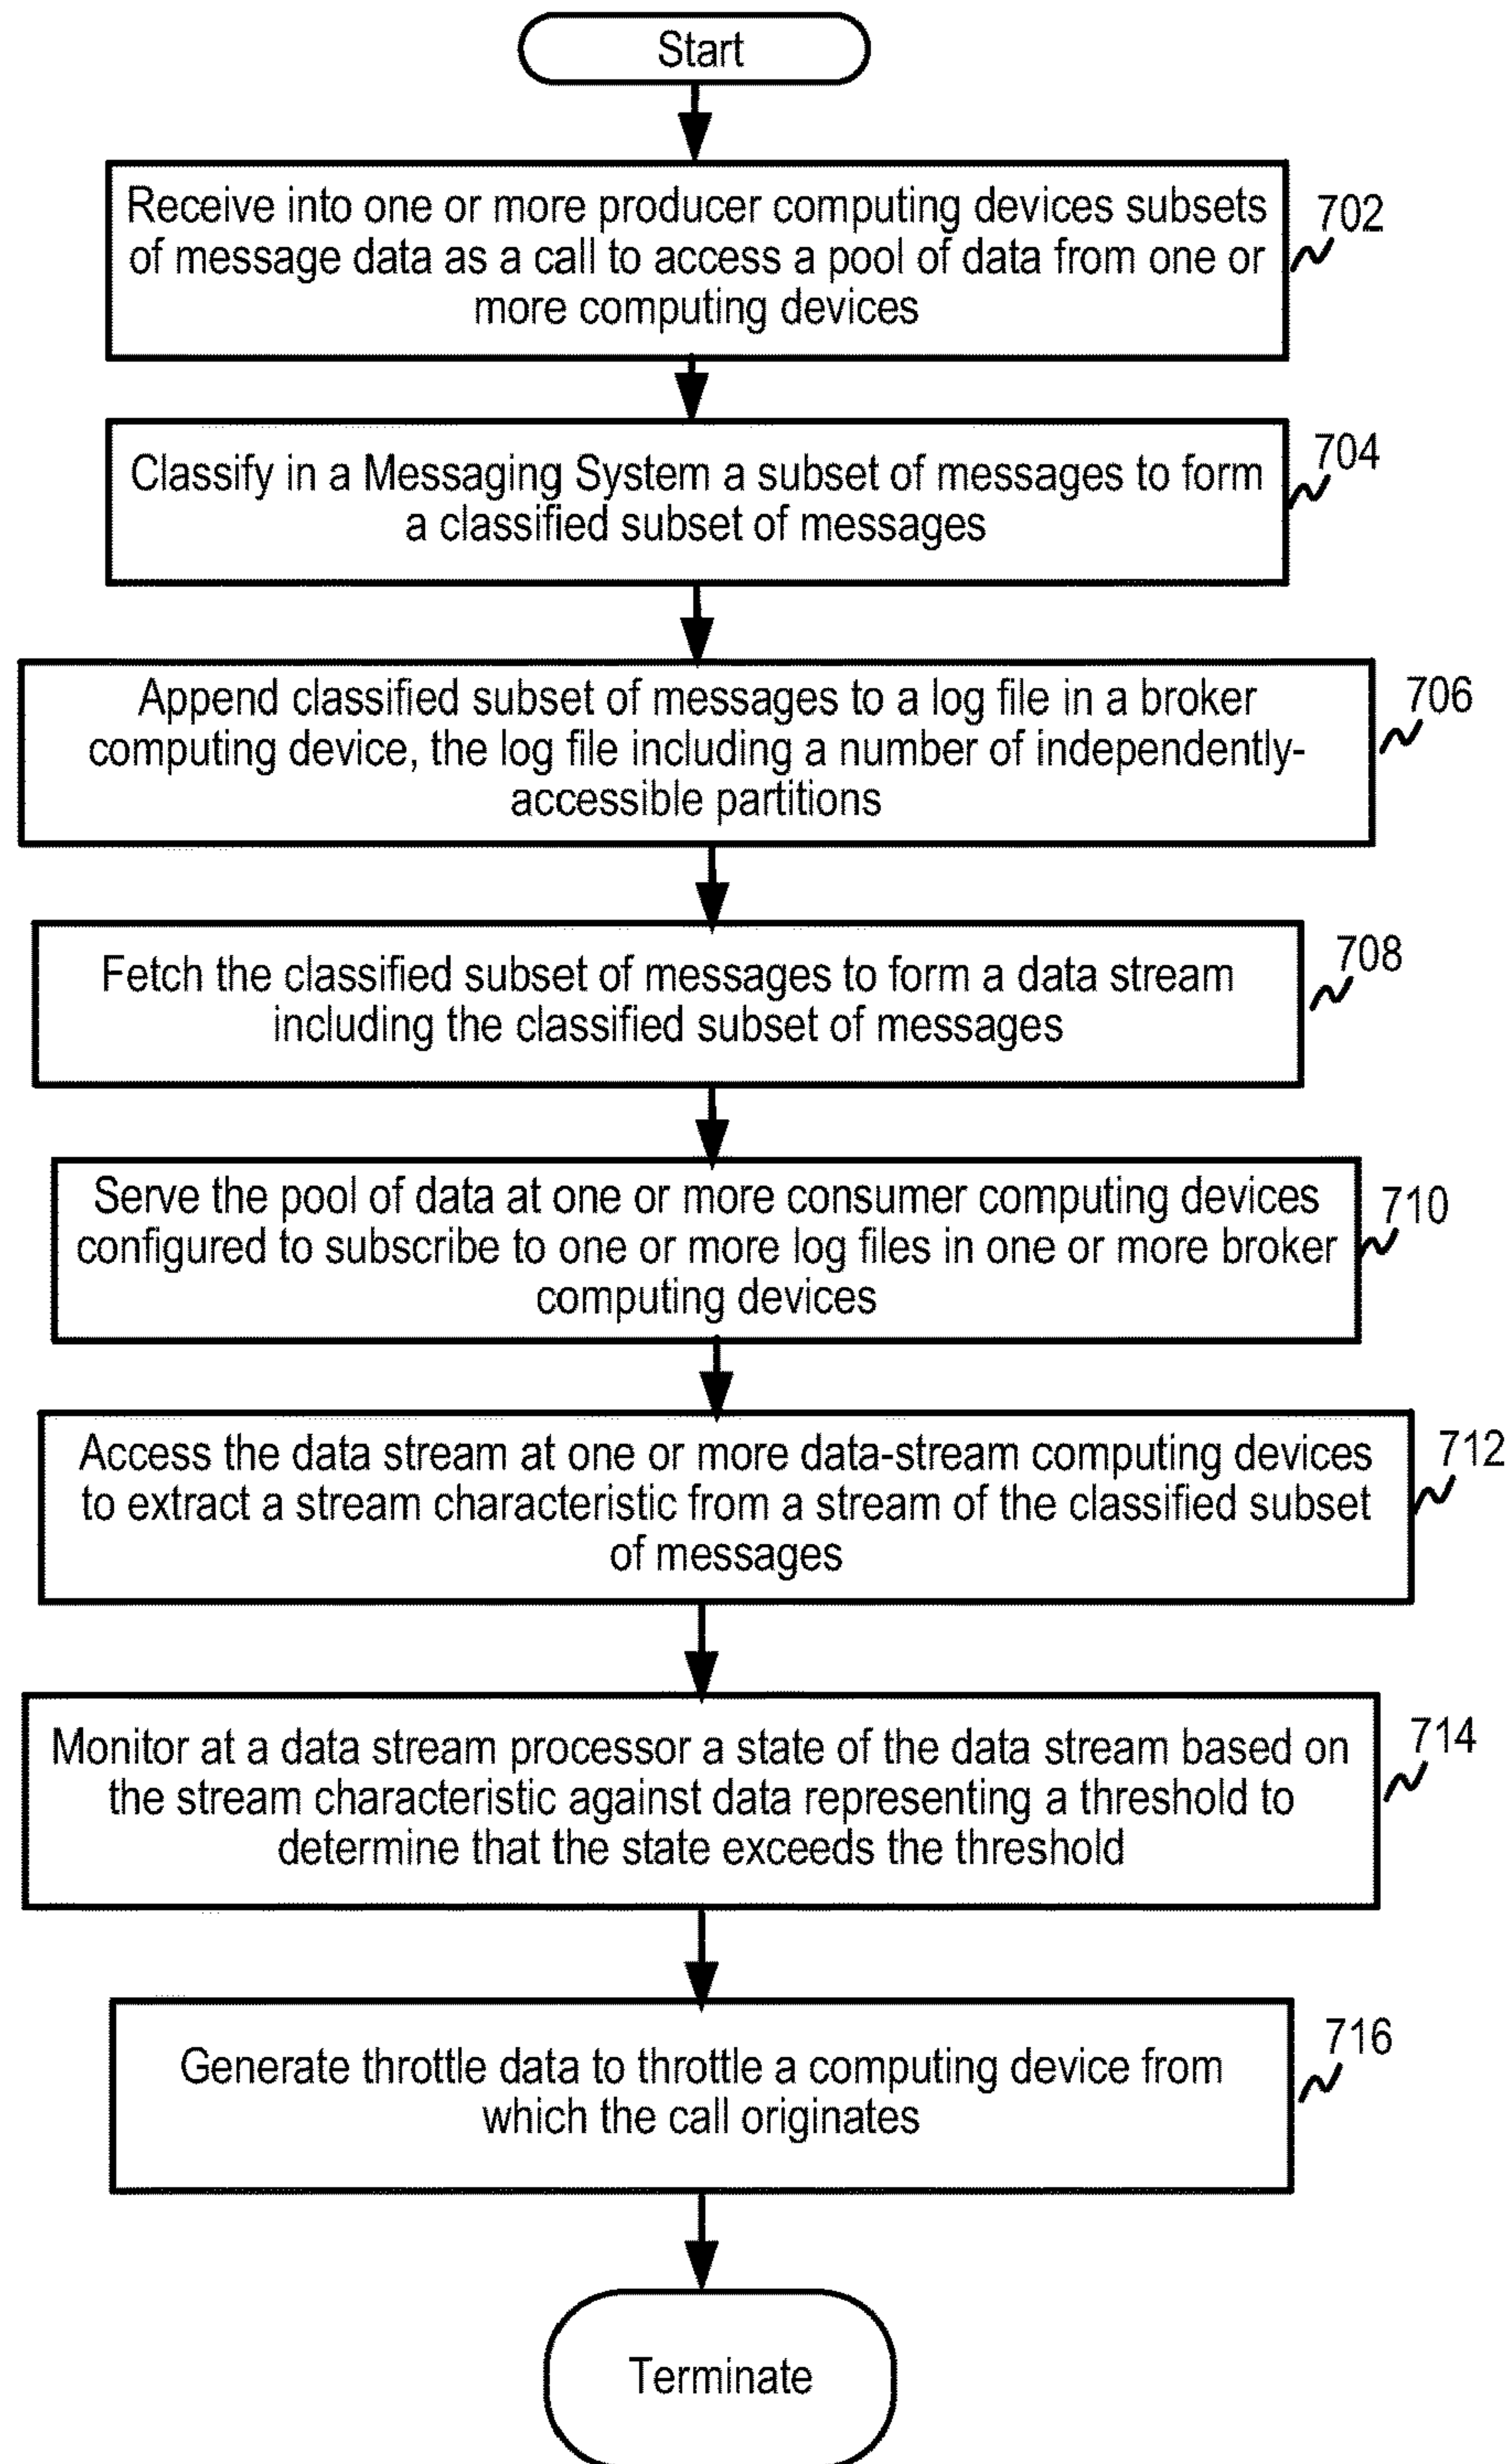 Start
Receive into one or more producer computing devices subsets
of message data as a call to access a pool of data from one or
more computing devices
702
Classify in a Messaging System a subset of messages to form
a classified subset of messages
704
Append classified subset of messages to a log file in a broker
computing device, the log file including a number of independently-
accessible partitions
706
Fetch the classified subset of messages to form a data stream
including the classified subset of messages
708
Serve the pool of data at one or more consumer computing devices
configured to subscribe to one or more log files in one or more broker
computing devices
710
Access the data stream at one or more data-stream computing devices
to extract a stream characteristic from a stream of the classified subset
of messages
712
Monitor at a data stream processor a state of the data stream based on
the stream characteristic against data representing a threshold to
determine that the state exceeds the threshold
714
Generate throttle data to throttle a computing device from
which the call originates
716
Terminate